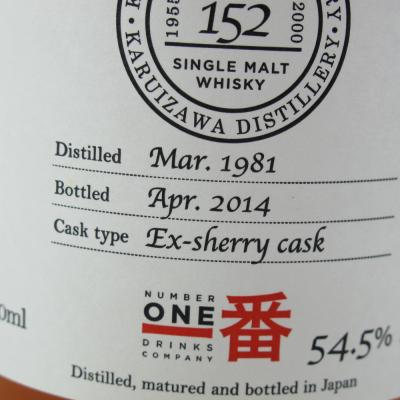 1955
152
2000
SINGLE MALT
WHISKY
KARUIZAWA DISTILLERY
Distilled Mar. 1981
Bottled Apr. 2014
Cask type Ex-sherry cask
NUMBER
ONE
DRINKS
COMPANY
番
0ml
54.5%
Distilled, matured and bottled in Japan